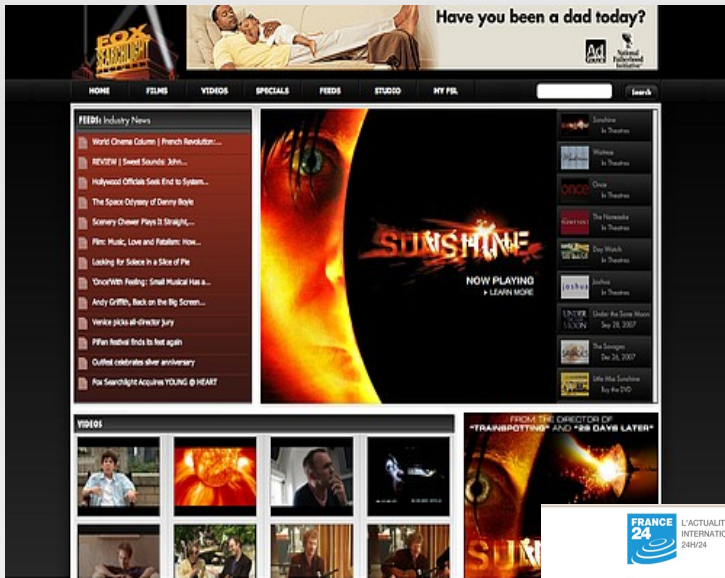 Have you been a dad today?
FOX
SEARCHLIGHT
Ad
National
Fatherhood
Initiative
HOME
FILMS
VIDEOS
SPECIALS
FEEDS
STUDIO
MY FSL
Search
FEEDS: Industry News
World Cinema Column | French Revolution:...
REVIEW | Sweet Sounds: John...
Hollywood Officials Seek End to System...
The Space Odyssey of Danny Boyle
Scenery Chewer Plays It Straight,...
Film: Music, Love and Fatalism: How...
Looking for Solace in a Slice of Pie
'Once'With Feeling: Small Musical Has a...
Andy Griffith, Back on the Big Screen...
Venice picks all-director jury
PiFan festival finds its feet again
Outfest celebrates silver anniversary
Fox Searchlight Acquires YOUNG @ HEART
SUNSHINE
NOW PLAYING
LEARN MORE
Sunshine
In Theatres
Waitress
In Theatres
once
Once
In Theatres
The Namesake
In Theatres
Day Watch
In Theatres
joshua
Joshua
In Theatres
UNDER
MOON
Under the Same Moon
Sep 28, 2007
SAVAGES
The Savages
Dec 26, 2007
Little Miss Sunshine
Buy the DVD
VIDEOS
FROM THE DIRECTOR OF
"TRAINSPOTTING" AND "28 DAYS LATER"
SUN
FRANCE
24
L'ACTUALIT
INTERNATIO
24H/24